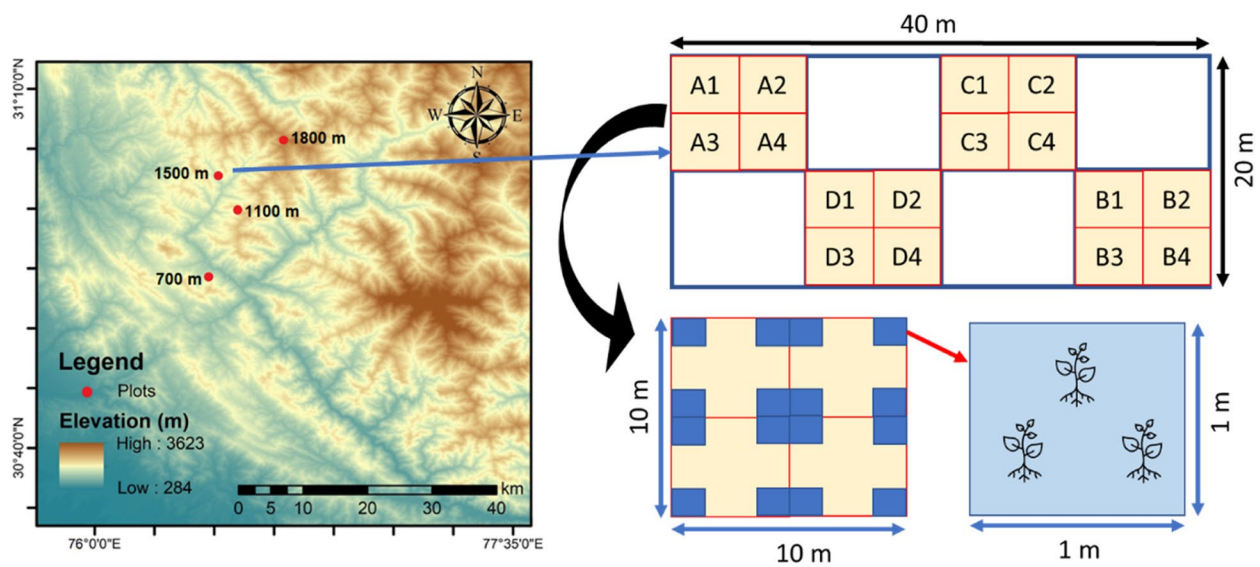 31°10'0"N
30°40'0"N
N
W
E
S
1800 m
1500 m
1100 m
700 m
Legend
Plots
Elevation (m)
High : 3623
Low : 284
km
0 5 10 20 30 40
76°0'0"E
77°35'0"E
40 m
20 m
A1 A2 C1 C2
A3 A4 C3 C4
D1 D2 B1 B2
D3 D4 B3 B4
10 m
10 m
1 m
1 m